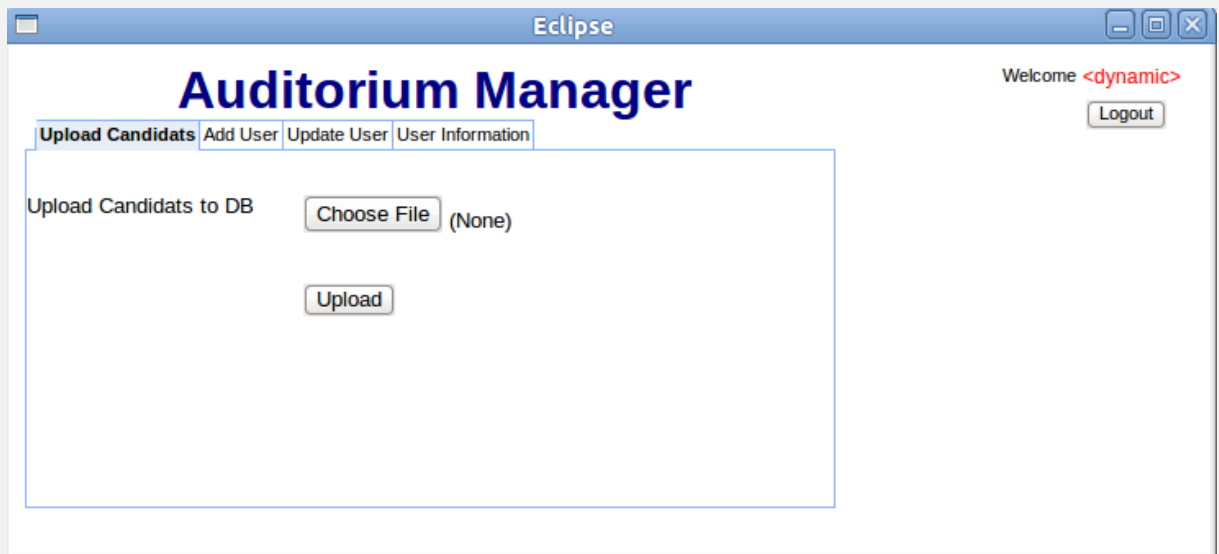 Eclipse
Auditorium Manager
Welcome <dynamic>
Logout
Upload Candidats Add User Update User User Information
Upload Candidats to DB
Choose File (None)
Upload